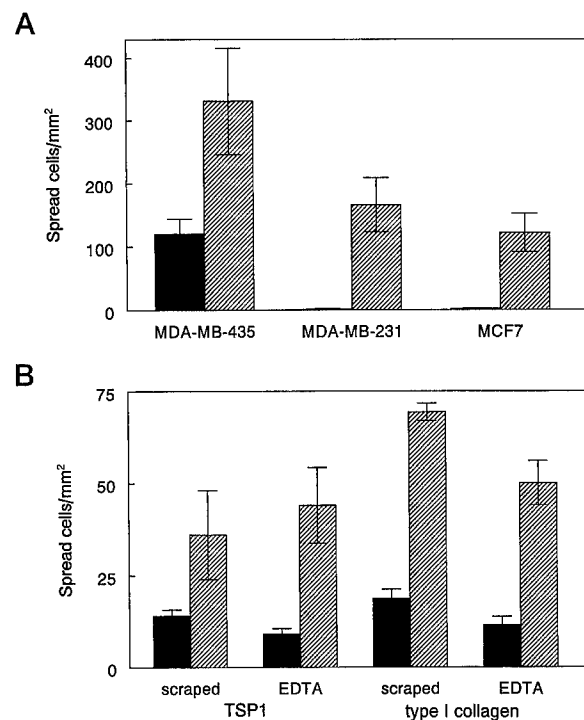 A
400
300
200
100
0
Spread cells/mm²
MDA-MB-435 MDA-MB-231 MCF7
B
75
50
25
0
Spread cells/mm²
scraped EDTA scraped EDTA
TSP1 type I collagen